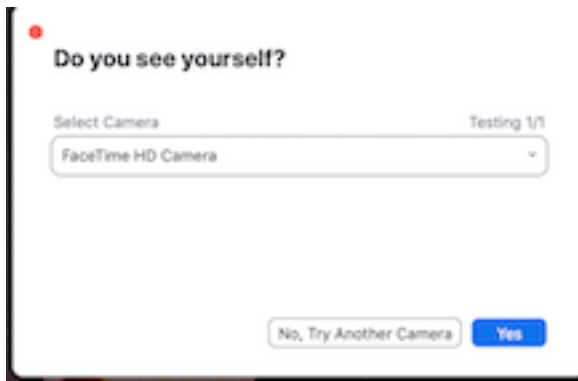 Do you see yourself?
Select Camera Testing 1/1
FaceTime HD Camera
No, Try Another Camera Yes